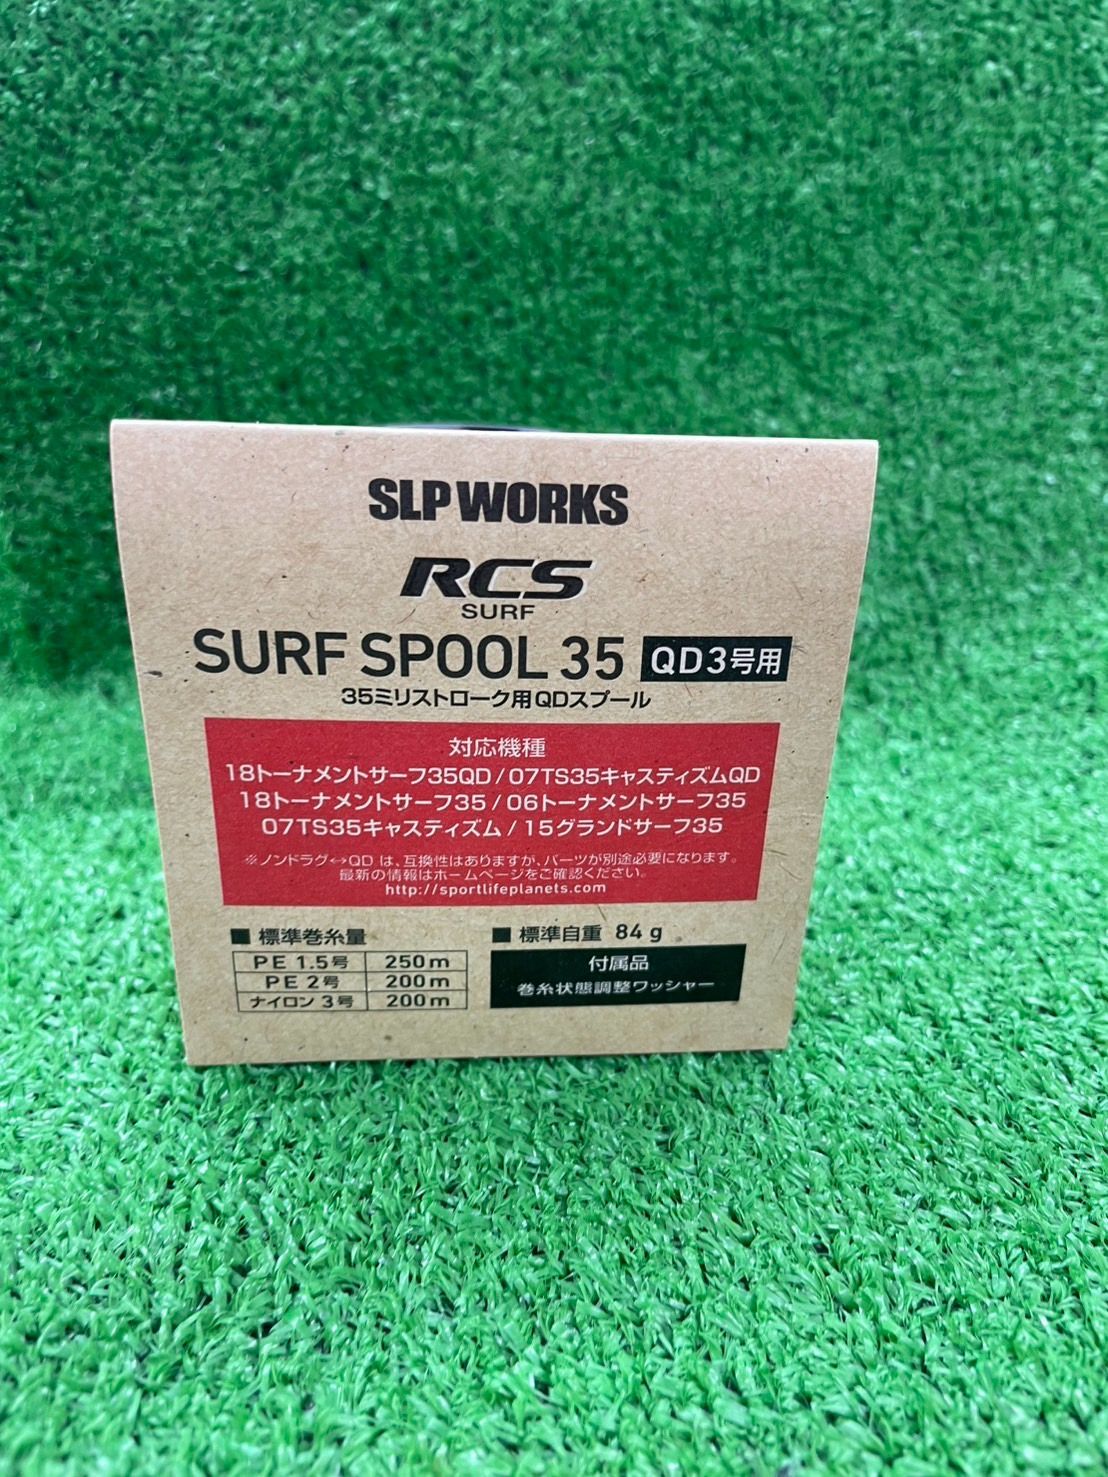 SLP WORKS
RCS
SURF
SURF SPOOL 35 QD3号用
35ミリストローク用QDスプール
対応機種
18トーナメントサーフ35QD / 07TS35キャスティズムQD
18トーナメントサーフ35 / 06トーナメントサーフ35
07TS35キャスティズム / 15グランドサーフ35
※ノンドラグ↔QD は、互換性はありますが、パーツが別途必要になります。
最新の情報はホームページをご確認ください。
http://sportlifeplanets.com
■ 標準巻糸量
PE 1.5号 250m
PE 2号 200m
ナイロン 3号 200m
■ 標準自重 84g
付属品
巻糸状態調整ワッシャー